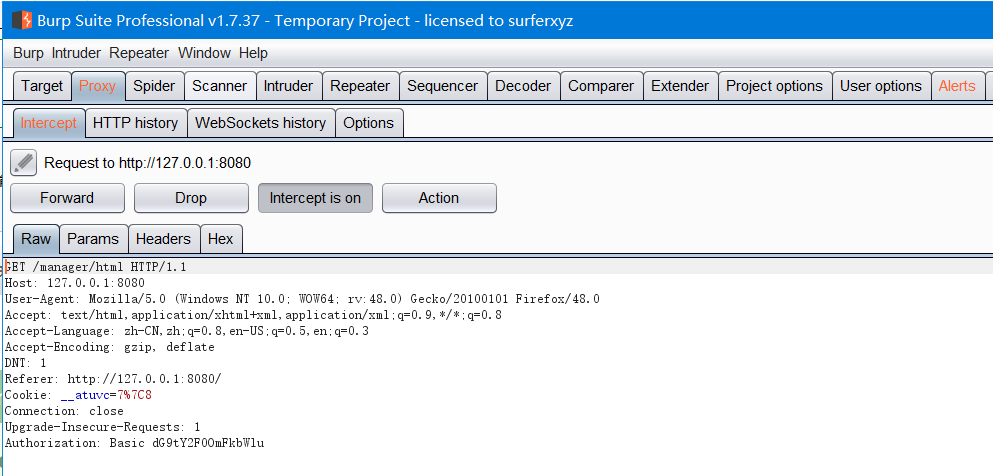 Burp Suite Professional v1.7.37 - Temporary Project - licensed to surferxyz
Burp Intruder Repeater Window Help
Target Proxy Spider Scanner Intruder Repeater Sequencer Decoder Comparer Extender Project options User options Alerts
Intercept HTTP history WebSockets history Options
Request to http://127.0.0.1:8080
Forward Drop Intercept is on Action
Raw Params Headers Hex
GET /manager/html HTTP/1.1
Host: 127.0.0.1:8080
User-Agent: Mozilla/5.0 (Windows NT 10.0; WOW64; rv:48.0) Gecko/20100101 Firefox/48.0
Accept: text/html,application/xhtml+xml,application/xml;q=0.9,*/*;q=0.8
Accept-Language: zh-CN,zh;q=0.8,en-US;q=0.5,en;q=0.3
Accept-Encoding: gzip, deflate
DNT: 1
Referer: http://127.0.0.1:8080/
Cookie: __atuvc=7%7C8
Connection: close
Upgrade-Insecure-Requests: 1
Authorization: Basic dG9tY2F0OmFkbWlu